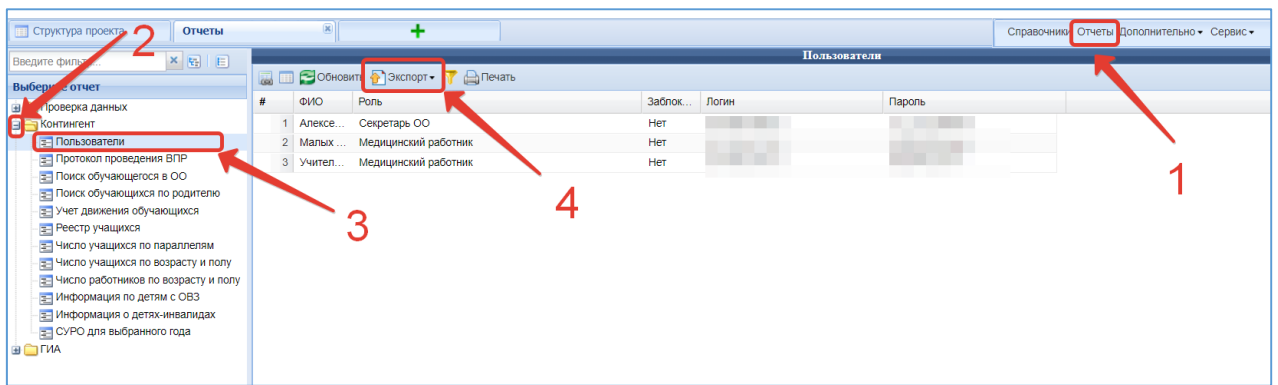 Структура проекта
Отчеты
Справочники Отчеты Дополнительно Сервис
2
1
Введите фильтр...
Пользователи
Выберите отчет
Обновить Экспорт Печать
# ФИО Роль Заблок... Логин Пароль
1 Алексе... Секретарь ОО Нет
2 Малых ... Медицинский работник Нет
3 Учител... Медицинский работник Нет
Проверка данных
Контингент
Пользователи
Протокол проведения ВПР
Поиск обучающегося в ОО
Поиск обучающихся по родителю
Учет движения обучающихся
Реестр учащихся
Число учащихся по параллелям
Число учащихся по возрасту и полу
Число работников по возрасту и полу
Информация по детям с ОВЗ
Информация о детях-инвалидах
СУРО для выбранного года
ГИА
3
4